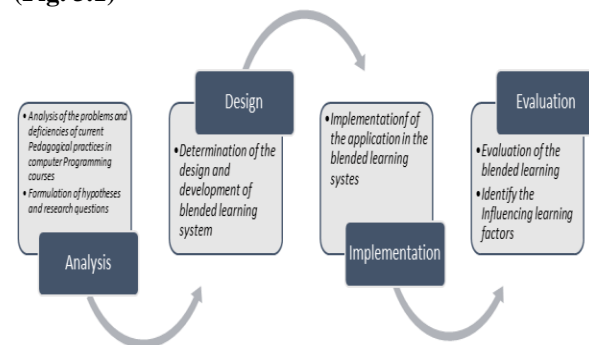 (Fig. 3.1)
• Analysis of the problems and
deficiencies of current
Pedagogical practices in
computer Programming
courses
• Formulation of hypotheses
and research questions
Analysis
Design
• Determination of the
design and
development of
blended learning
system
• Implementationf of
the application in the
blended learning
systes
Implementation
Evaluation
• Evaluation of the
blended learning
• Identify the
Influencing learning
factors